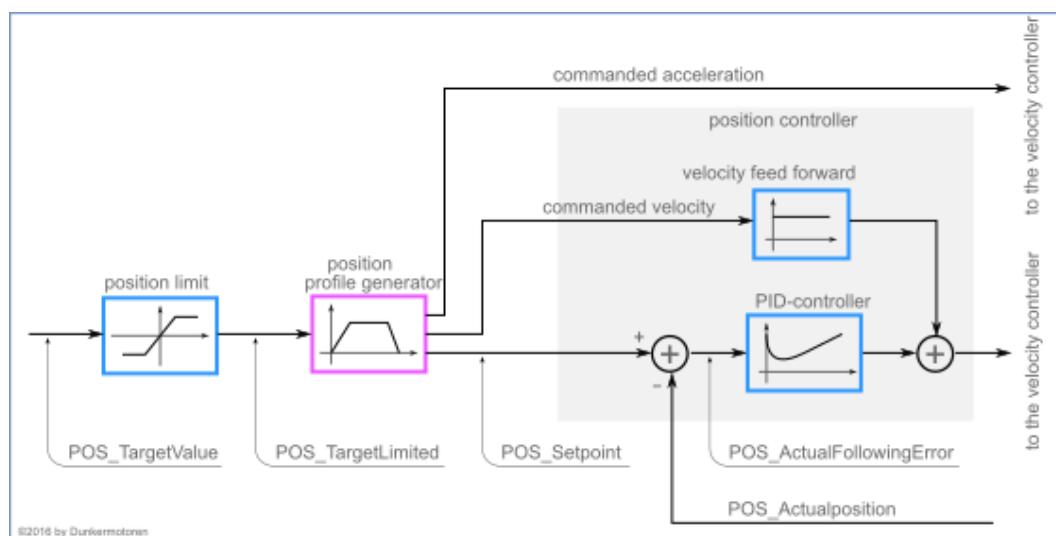 commanded acceleration
to the velocity controller
position controller
velocity feed forward
commanded velocity
position limit
position
profile generator
PID-controller
+
-
to the velocity controller
POS_TargetValue
POS_TargetLimited
POS_Setpoint
POS_ActualFollowingError
POS_Actualposition
©2016 by Dunkermotoren